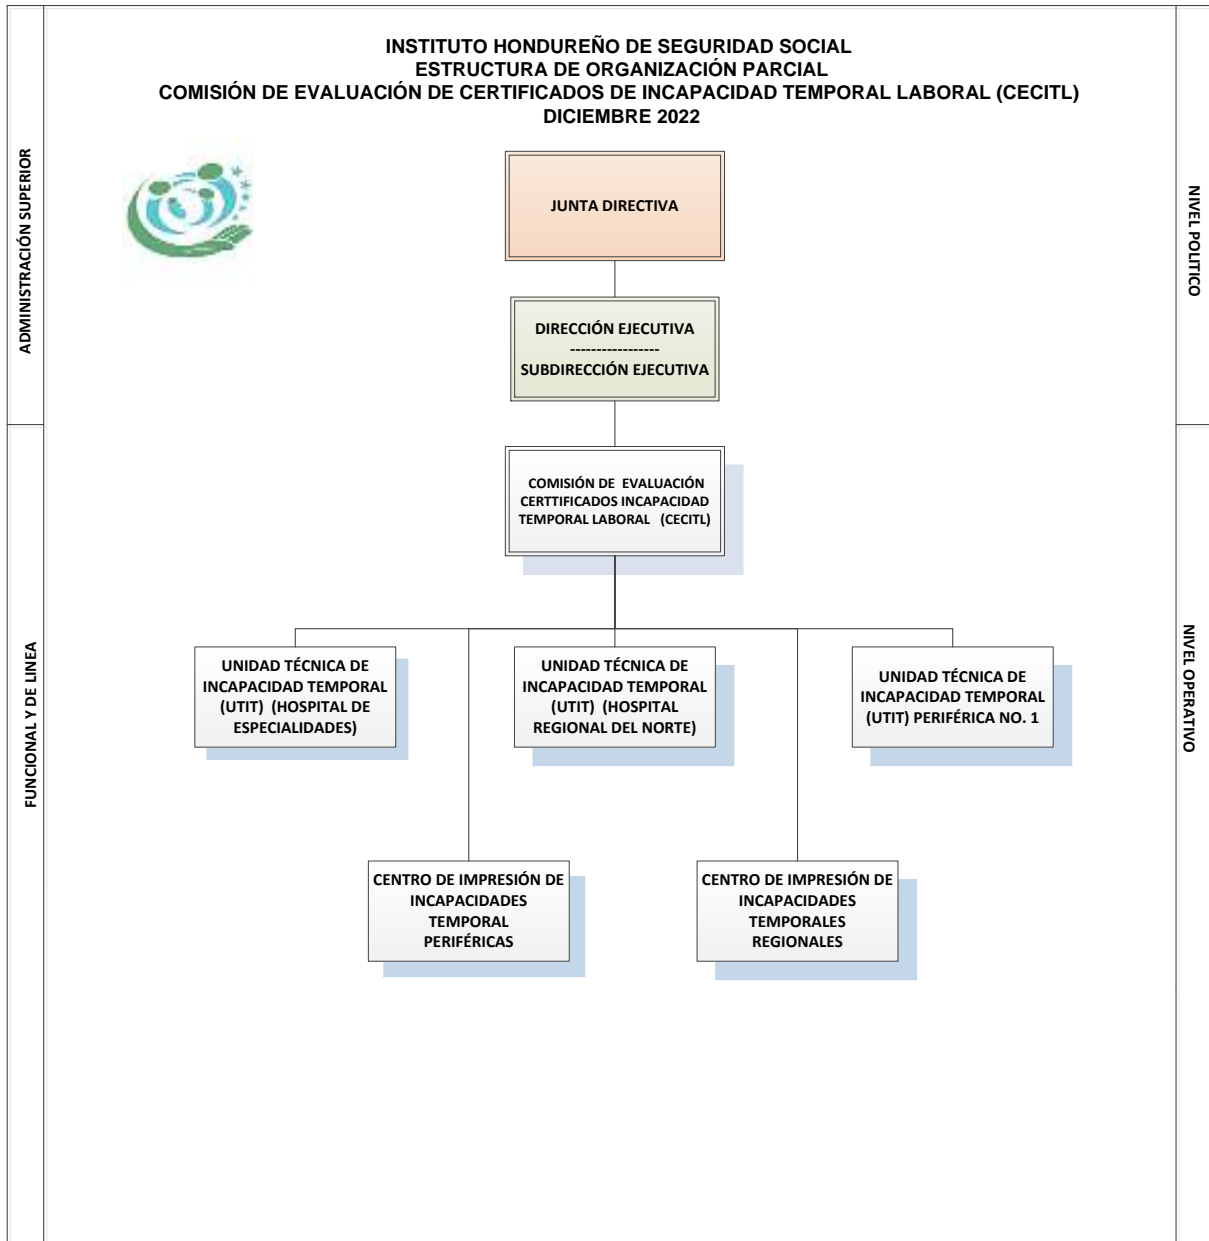 INSTITUTO HONDUREÑO DE SEGURIDAD SOCIAL
ESTRUCTURA DE ORGANIZACIÓN PARCIAL
COMISIÓN DE EVALUACIÓN DE CERTIFICADOS DE INCAPACIDAD TEMPORAL LABORAL (CECITL)
DICIEMBRE 2022
ADMINISTRACIÓN SUPERIOR
NIVEL POLITICO
JUNTA DIRECTIVA
DIRECCIÓN EJECUTIVA
-----------------
SUBDIRECCIÓN EJECUTIVA
FUNCIONAL Y DE LINEA
NIVEL OPERATIVO
COMISIÓN DE EVALUACIÓN
CERTTIFICADOS INCAPACIDAD
TEMPORAL LABORAL (CECITL)
UNIDAD TÉCNICA DE
INCAPACIDAD TEMPORAL
(UTIT) (HOSPITAL DE
ESPECIALIDADES)
UNIDAD TÉCNICA DE
INCAPACIDAD TEMPORAL
(UTIT) (HOSPITAL
REGIONAL DEL NORTE)
UNIDAD TÉCNICA DE
INCAPACIDAD TEMPORAL
(UTIT) PERIFÉRICA NO. 1
CENTRO DE IMPRESIÓN DE
INCAPACIDADES
TEMPORAL
PERIFÉRICAS
CENTRO DE IMPRESIÓN DE
INCAPACIDADES
TEMPORALES
REGIONALES